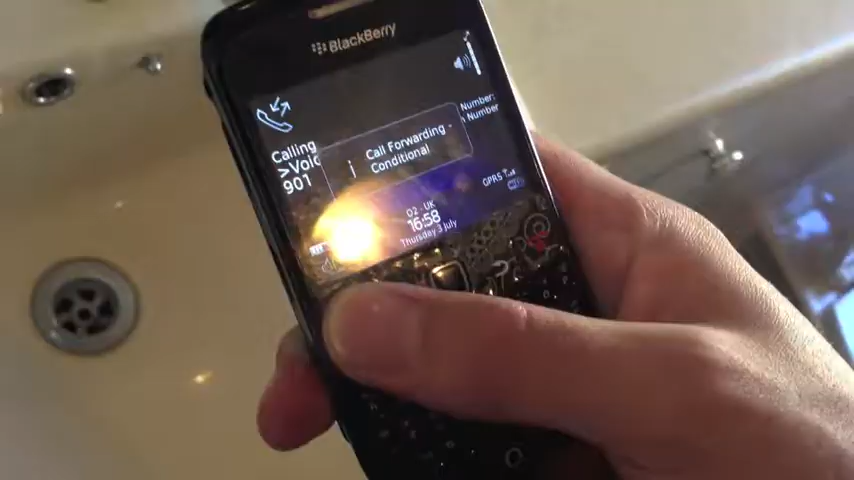 BlackBerry
Number:
Number
Calling
>Voic
901
Call Forwarding -
Conditional
GPRS
O2 - UK
16:58
Thursday 3 July